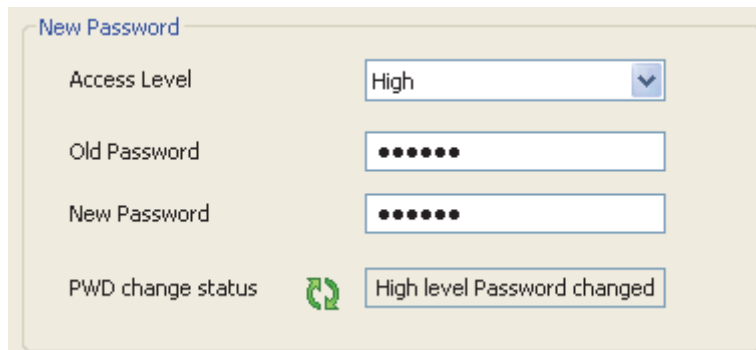 New Password
Access Level High
Old Password ●●●●●●
New Password ●●●●●●
PWD change status High level Password changed